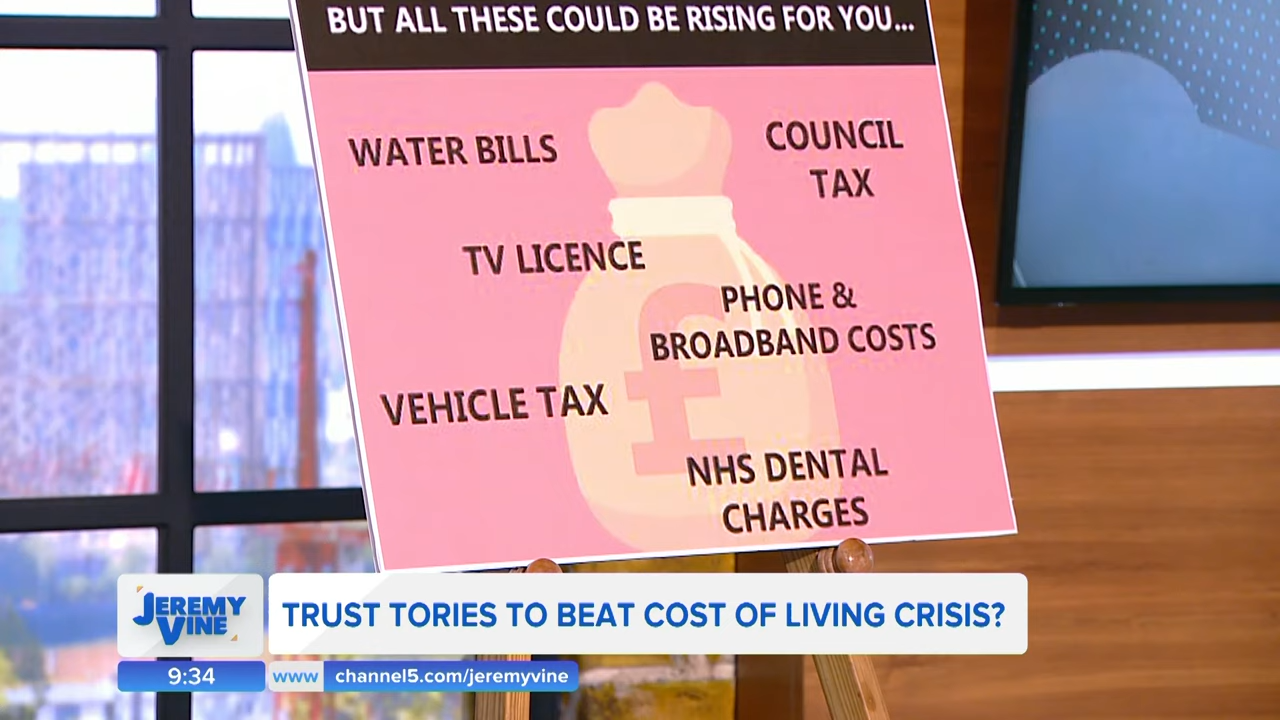 BUT ALL THESE COULD BE RISING FOR YOU...
WATER BILLS
COUNCIL
TAX
TV LICENCE
PHONE &
BROADBAND COSTS
VEHICLE TAX
£
NHS DENTAL
CHARGES
JEREMY
VINE
TRUST TORIES TO BEAT COST OF LIVING CRISIS?
9:34
www channel5.com/jeremyvine